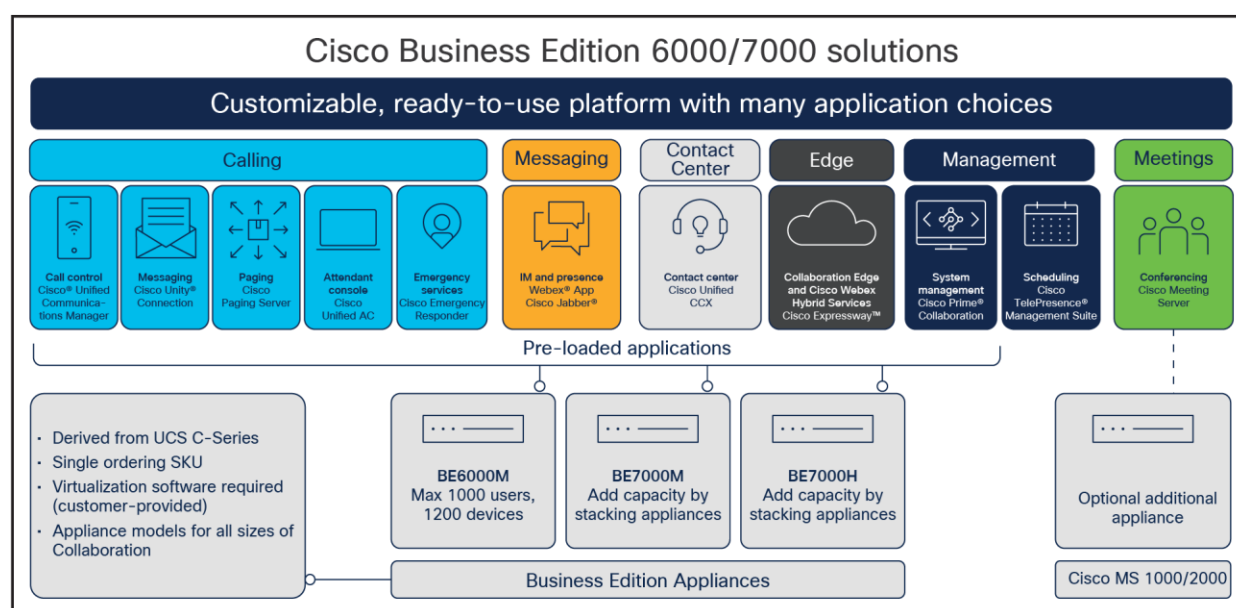 Cisco Business Edition 6000/7000 solutions
Customizable, ready-to-use platform with many application choices
Calling
Messaging
Contact
Center
Edge
Management
Meetings
Call control
Cisco® Unified
Communica-
tions Manager
Messaging
Cisco Unity®
Connection
Paging
Cisco
Paging Server
Attendant
console
Cisco
Unified AC
Emergency
services
Cisco Emergency
Responder
IM and presence
Webex® App
Cisco Jabber®
Contact center
Cisco Unified
CCX
Collaboration Edge
and Cisco Webex
Hybrid Services
Cisco Expressway™
System
management
Cisco Prime®
Collaboration
Scheduling
Cisco
TelePresence®
Management Suite
Conferencing
Cisco Meeting
Server
Pre-loaded applications
· Derived from UCS C-Series
· Single ordering SKU
· Virtualization software required
(customer-provided)
· Appliance models for all sizes of
Collaboration
BE6000M
Max 1000 users,
1200 devices
BE7000M
Add capacity by
stacking appliances
BE7000H
Add capacity by
stacking appliances
Optional additional
appliance
Business Edition Appliances
Cisco MS 1000/2000